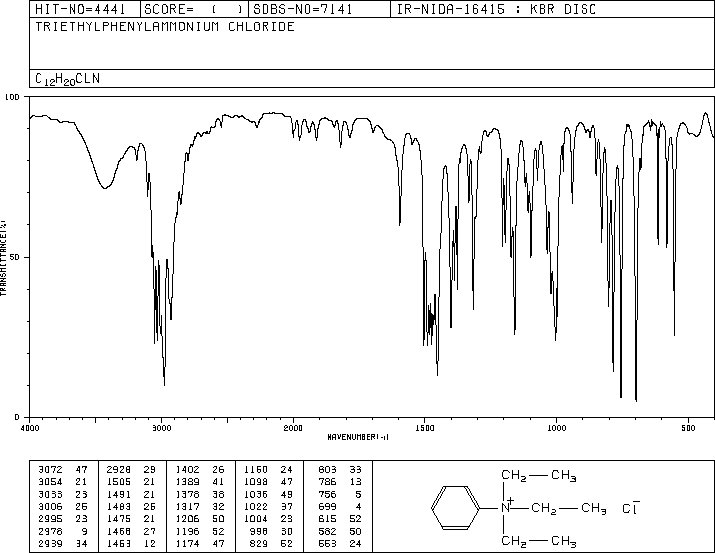 HIT-NO=4441 SCORE= ( ) SDBS-NO=7141 IR-NIDA-16415 : KBR DISC
TRIETHYLPHENYLAMMONIUM CHLORIDE
C12H20CLN
100
50
0
TRANSMITTANCE(%)
4000 3000 2000 1500 1000 500
WAVENUMBER(-1)
3072 47 2928 29 1402 26 1160 24 803 33
3054 21 1505 21 1389 41 1098 47 786 13
3033 23 1491 21 1378 38 1036 49 756 5
3006 26 1483 26 1317 32 1022 37 699 4
2995 23 1475 21 1206 50 1004 23 615 52
2978 9 1468 27 1196 52 998 30 582 50
2939 34 1453 12 1174 47 829 52 553 24
CH2—CH3
N+—CH2—CH3 Cl−
CH2—CH3